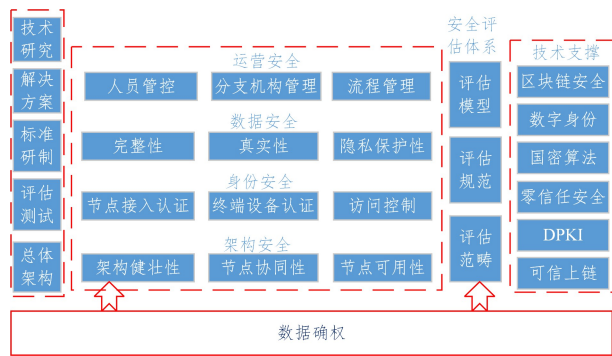 技术
研究
解决
方案
标准
研制
评估
测试
总体
架构
运营安全
人员管控
分支机构管理
流程管理
数据安全
完整性
真实性
隐私保护性
身份安全
节点接入认证
终端设备认证
访问控制
架构安全
架构健壮性
节点协同性
节点可用性
安全评
估体系
评估
模型
评估
规范
评估
范畴
技术支撑
区块链安全
数字身份
国密算法
零信任安全
DPKI
可信上链
数据确权